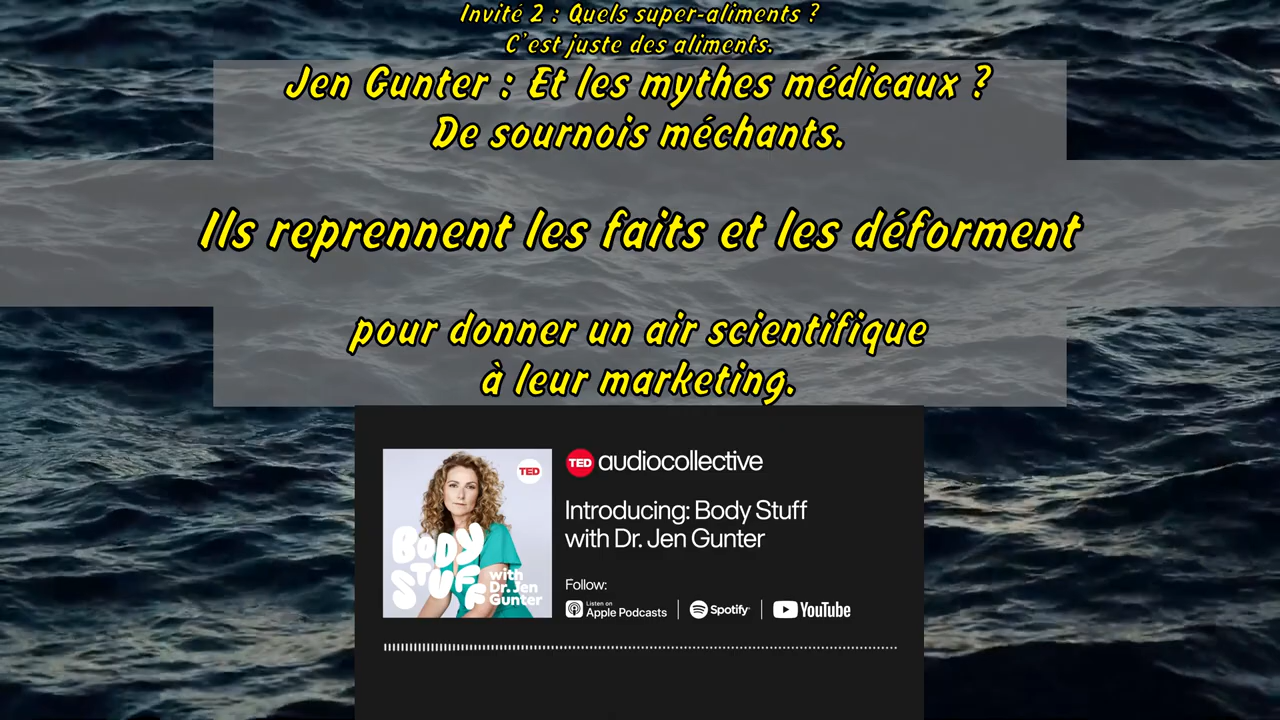 Invité 2 : Quels super-aliments ?
C'est juste des aliments.
Jen Gunter : Et les mythes médicaux ?
De sournois méchants.
Ils reprennent les faits et les déforment
pour donner un air scientifique
à leur marketing.
TED audiocollective
TED
Introducing: Body Stuff
with Dr. Jen Gunter
BODY
STUFF
with
Dr. Jen
Gunter
Follow:
Listen on
Apple Podcasts
Spotify
YouTube